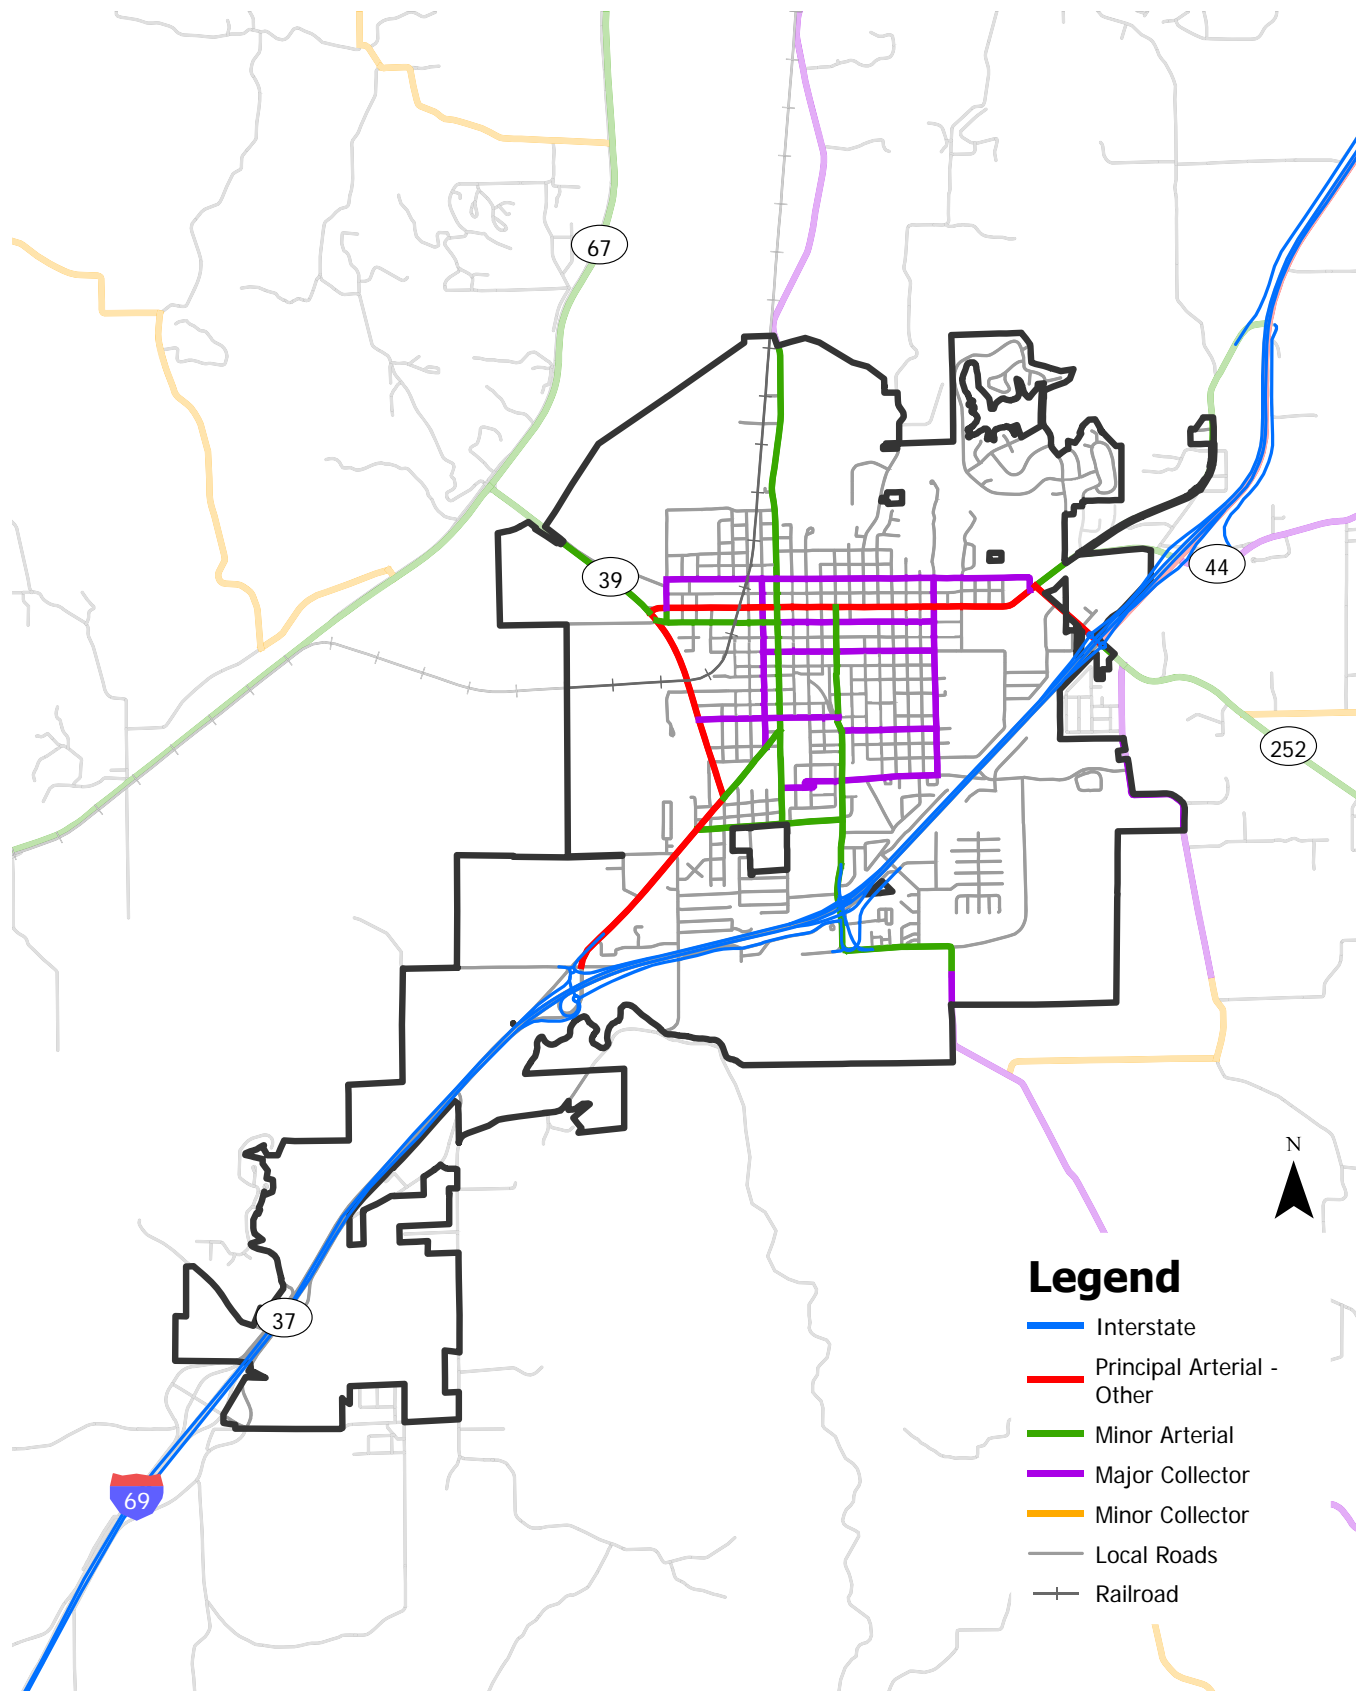 67
39
44
252
N
37
69
Legend
Interstate
Principal Arterial -
Other
Minor Arterial
Major Collector
Minor Collector
Local Roads
Railroad